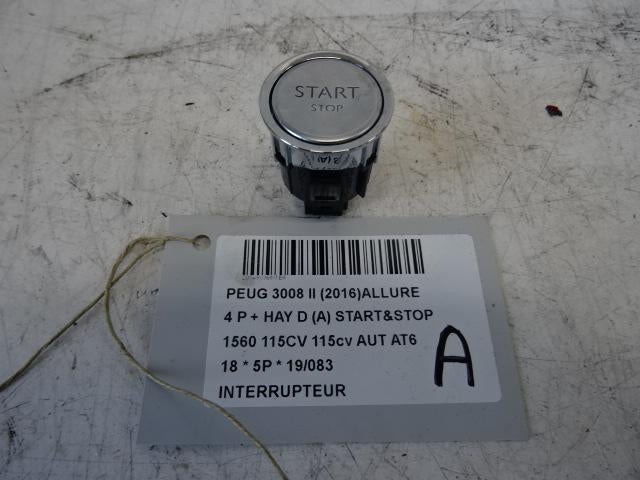 START
STOP
PEUG 3008 II (2016)ALLURE
4 P + HAY D (A) START&STOP
1560 115CV 115cv AUT AT6
18 * 5P * 19/083
INTERRUPTEUR
A